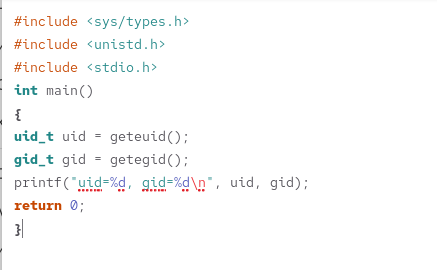 #include <sys/types.h>
#include <unistd.h>
#include <stdio.h>
int main()
{
uid_t uid = geteuid();
gid_t gid = getegid();
printf("uid=%d, gid=%d\n", uid, gid);
return 0;
}